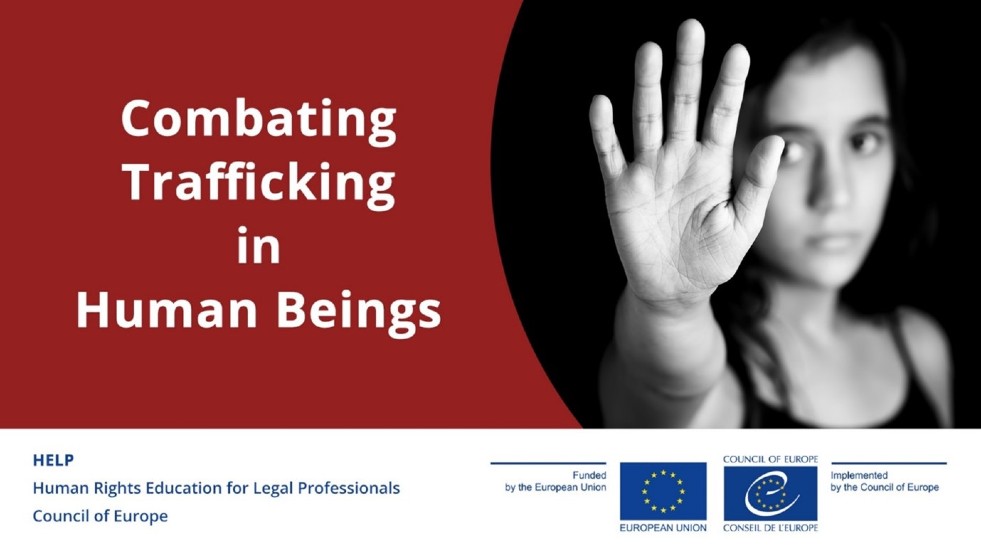 Combating
Trafficking
in
Human Beings
HELP
Human Rights Education for Legal Professionals
Council of Europe
Funded
by the European Union
EUROPEAN UNION
COUNCIL OF EUROPE
CONSEIL DE L'EUROPE
Implemented
by the Council of Europe